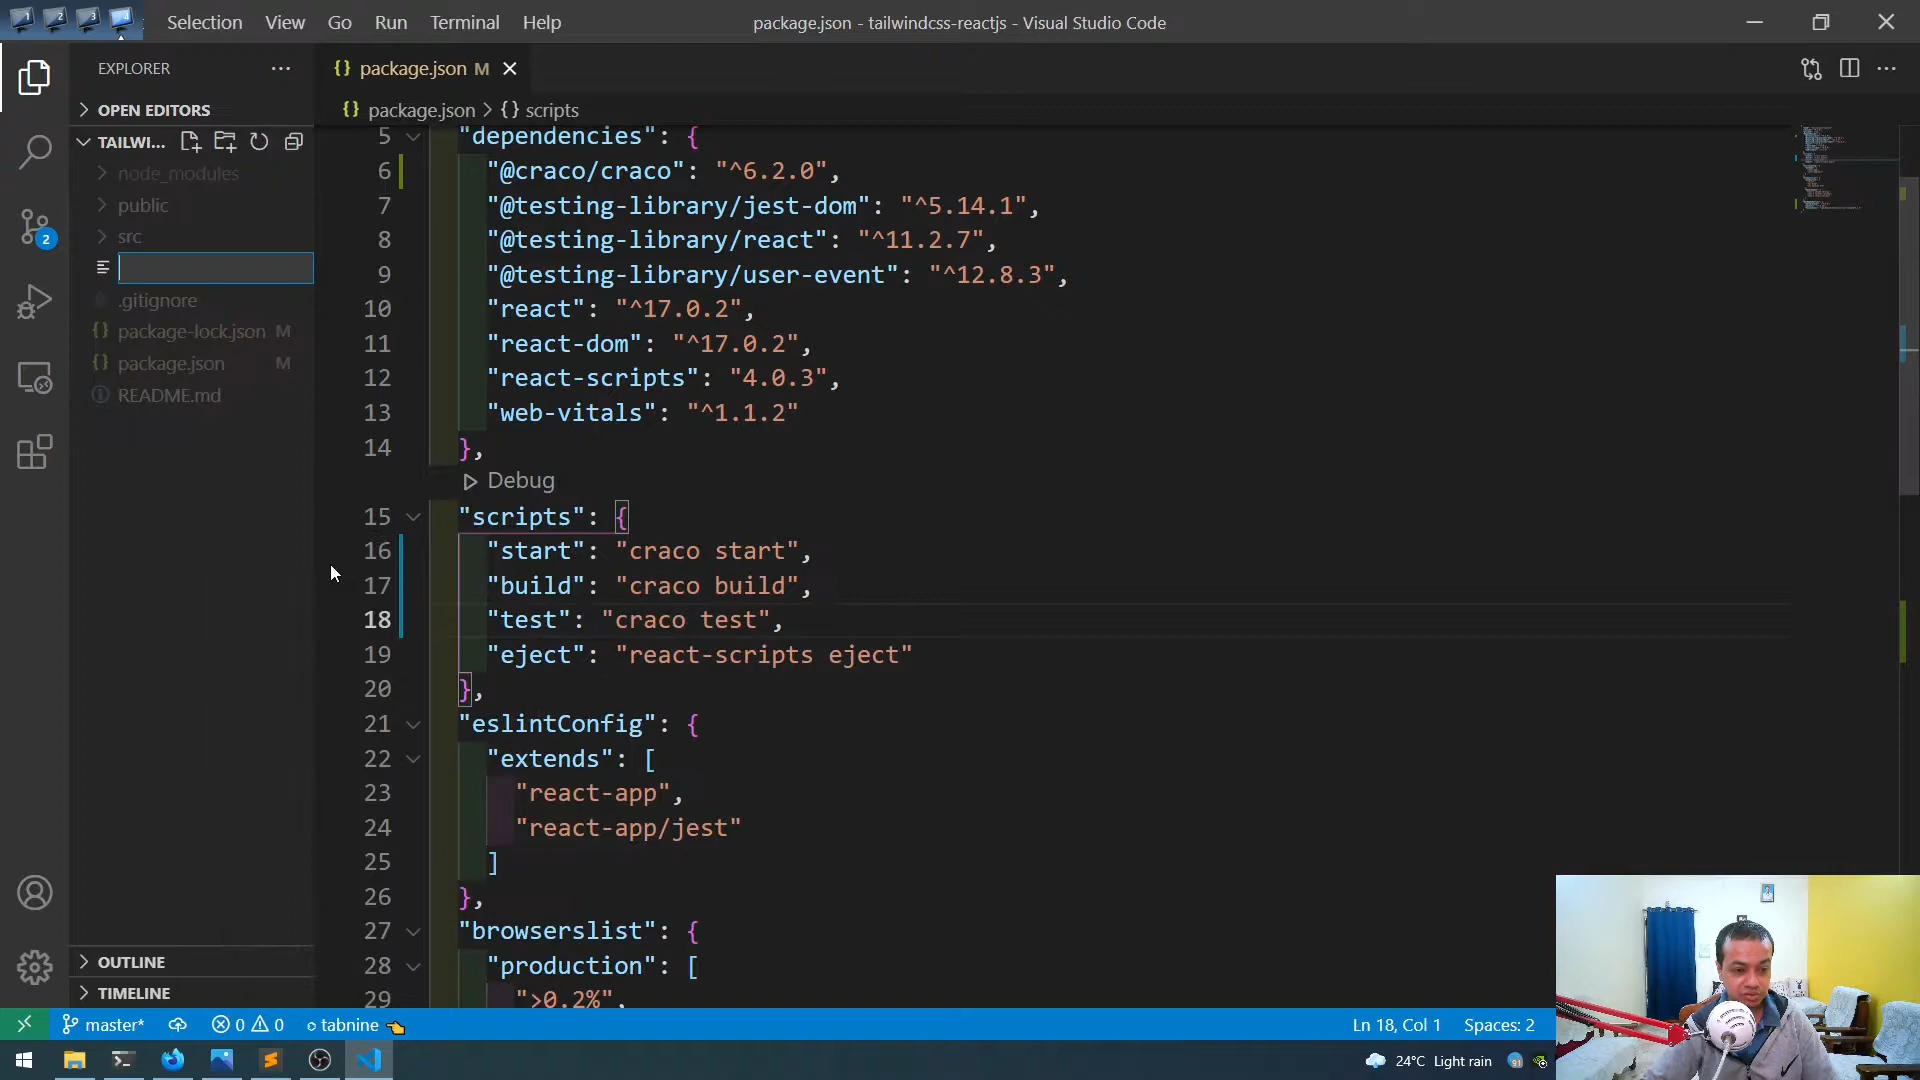 1 2 3 4 Selection View Go Run Terminal Help package.json - tailwindcss-reactjs - Visual Studio Code
EXPLORER
{} package.json M
OPEN EDITORS
{} package.json > {} scripts
TAILWI...
node_modules
public
src
.gitignore
{} package-lock.json M
{} package.json M
README.md
5 "dependencies": {
6 "@craco/craco": "^6.2.0",
7 "@testing-library/jest-dom": "^5.14.1",
8 "@testing-library/react": "^11.2.7",
9 "@testing-library/user-event": "^12.8.3",
10 "react": "^17.0.2",
11 "react-dom": "^17.0.2",
12 "react-scripts": "4.0.3",
13 "web-vitals": "^1.1.2"
14 },
Debug
15 "scripts": {
16 "start": "craco start",
17 "build": "craco build",
18 "test": "craco test",
19 "eject": "react-scripts eject"
20 },
21 "eslintConfig": {
22 "extends": [
23 "react-app",
24 "react-app/jest"
25 ]
26 },
27 "browserslist": {
28 "production": [
29 ">0.2%",
2
OUTLINE
TIMELINE
master* 0 0 tabnine Ln 18, Col 1 Spaces: 2
24°C Light rain 91